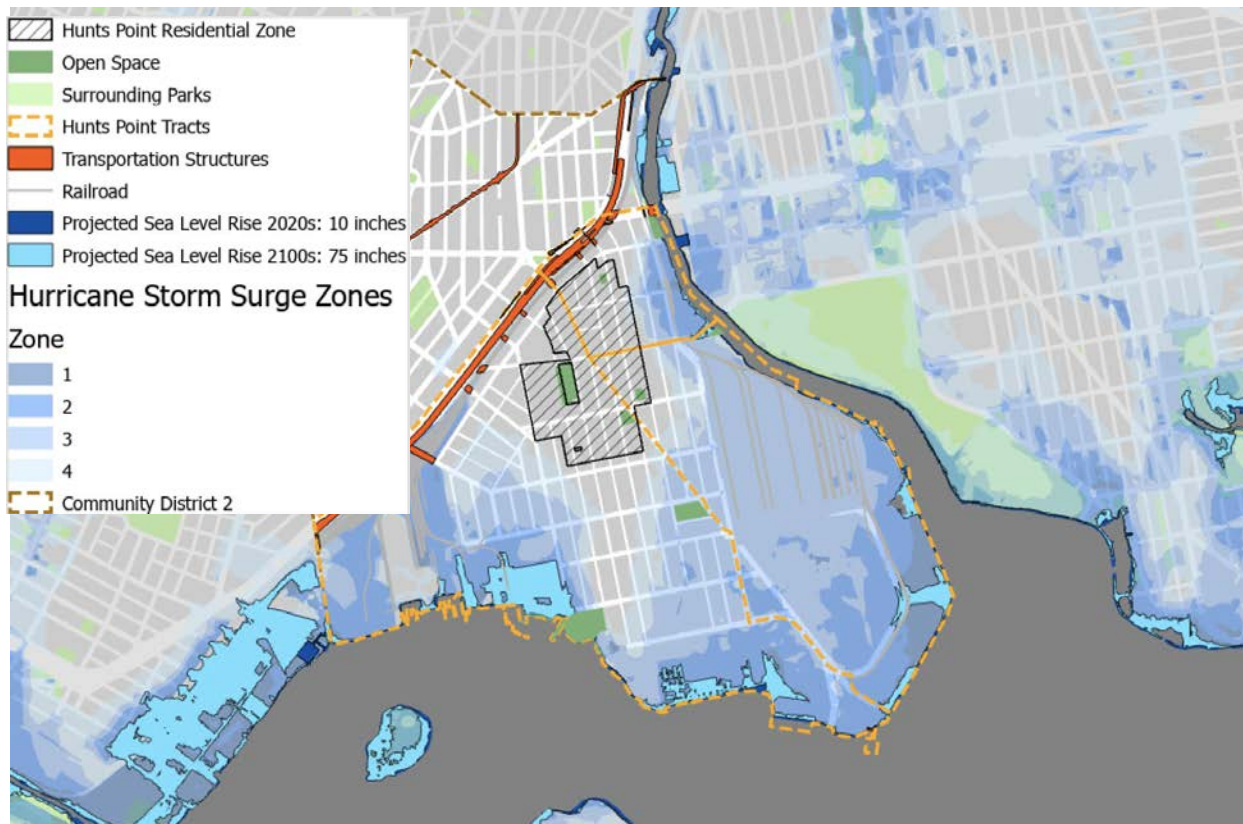 Hunts Point Residential Zone
Open Space
Surrounding Parks
Hunts Point Tracts
Transportation Structures
Railroad
Projected Sea Level Rise 2020s: 10 inches
Projected Sea Level Rise 2100s: 75 inches
Hurricane Storm Surge Zones
Zone
1
2
3
4
Community District 2